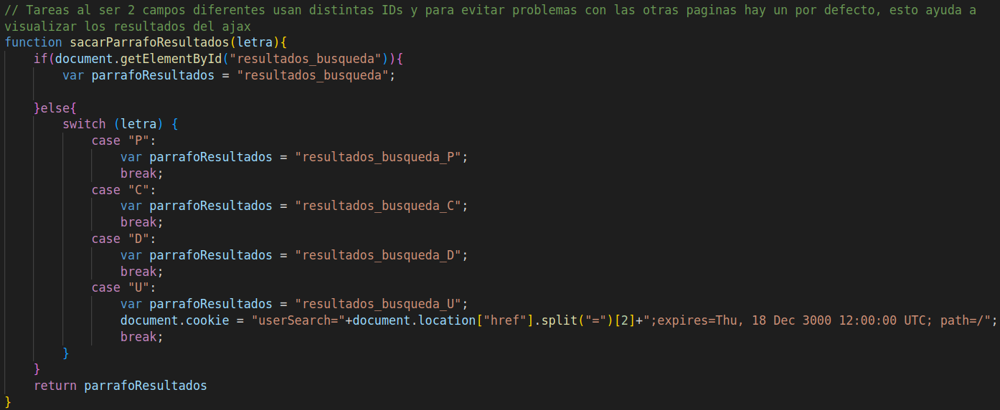 // Tareas al ser 2 campos diferentes usan distintas IDs y para evitar problemas con las otras paginas hay un por defecto, esto ayuda a
visualizar los resultados del ajax
function sacarParrafoResultados(letra){
    if(document.getElementById("resultados_busqueda")){
        var parrafoResultados = "resultados_busqueda";

    }else{
        switch (letra) {
            case "P":
                var parrafoResultados = "resultados_busqueda_P";
                break;
            case "C":
                var parrafoResultados = "resultados_busqueda_C";
                break;
            case "D":
                var parrafoResultados = "resultados_busqueda_D";
                break;
            case "U":
                var parrafoResultados = "resultados_busqueda_U";
                document.cookie = "userSearch="+document.location["href"].split("=")[2]+";expires=Thu, 18 Dec 3000 12:00:00 UTC; path=/";
                break;
        }
    }
    return parrafoResultados
}